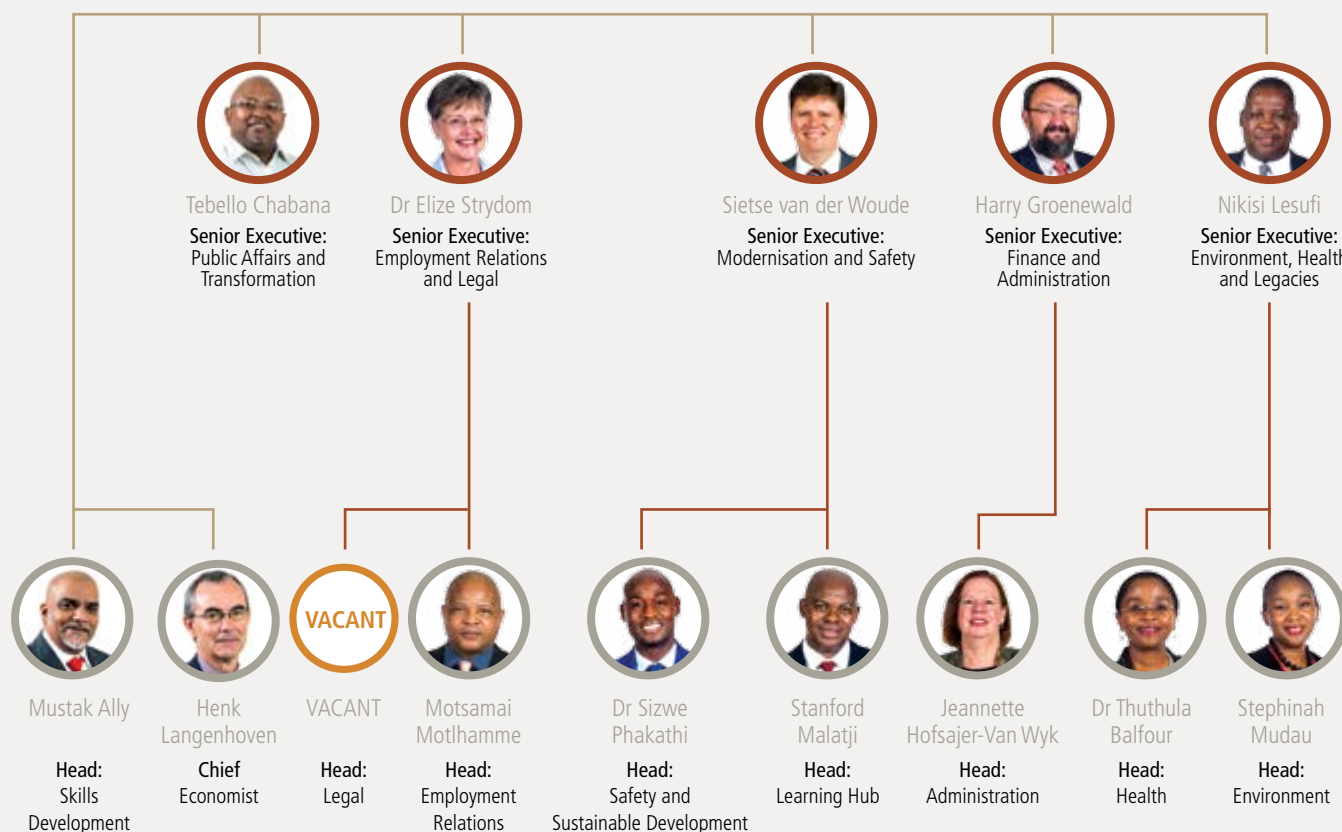 Tebello Chabana
Senior Executive:
Public Affairs and
Transformation
Dr Elize Strydom
Senior Executive:
Employment Relations
and Legal
Sietse van der Woude
Senior Executive:
Modernisation and Safety
Harry Groenewald
Senior Executive:
Finance and
Administration
Nikisi Lesufi
Senior Executive:
Environment, Health
and Legacies
Mustak Ally
Head:
Skills
Development
Henk
Langenhoven
Chief
Economist
VACANT
VACANT
Head:
Legal
Motsamai
Motlhamme
Head:
Employment
Relations
Dr Sizwe
Phakathi
Head:
Safety and
Sustainable Development
Stanford
Malatji
Head:
Learning Hub
Jeannette
Hofsajer-Van Wyk
Head:
Administration
Dr Thuthula
Balfour
Head:
Health
Stephinah
Mudau
Head:
Environment